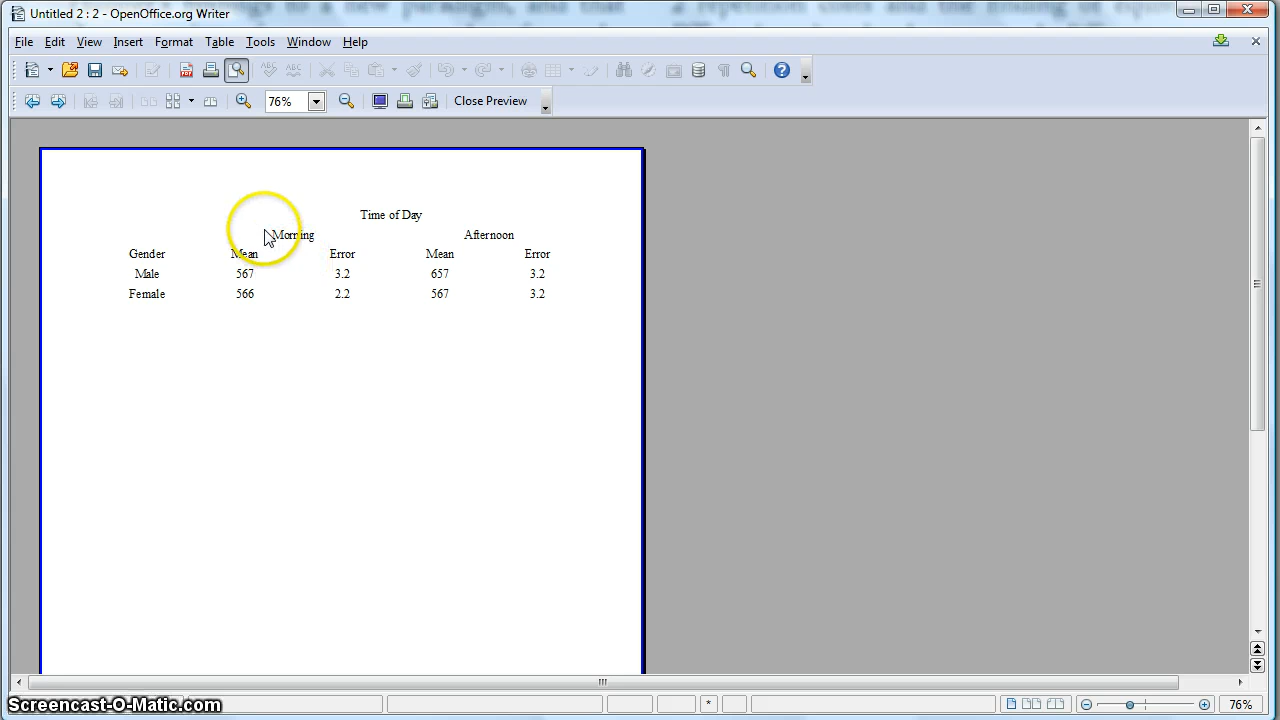 Untitled 2 : 2 - OpenOffice.org Writer
File Edit View Insert Format Table Tools Window Help
76% Close Preview
Time of Day
Morning Afternoon
Gender Mean Error Mean Error
Male 567 3.2 657 3.2
Female 566 2.2 567 3.2
Screencast-O-Matic.com * 76%